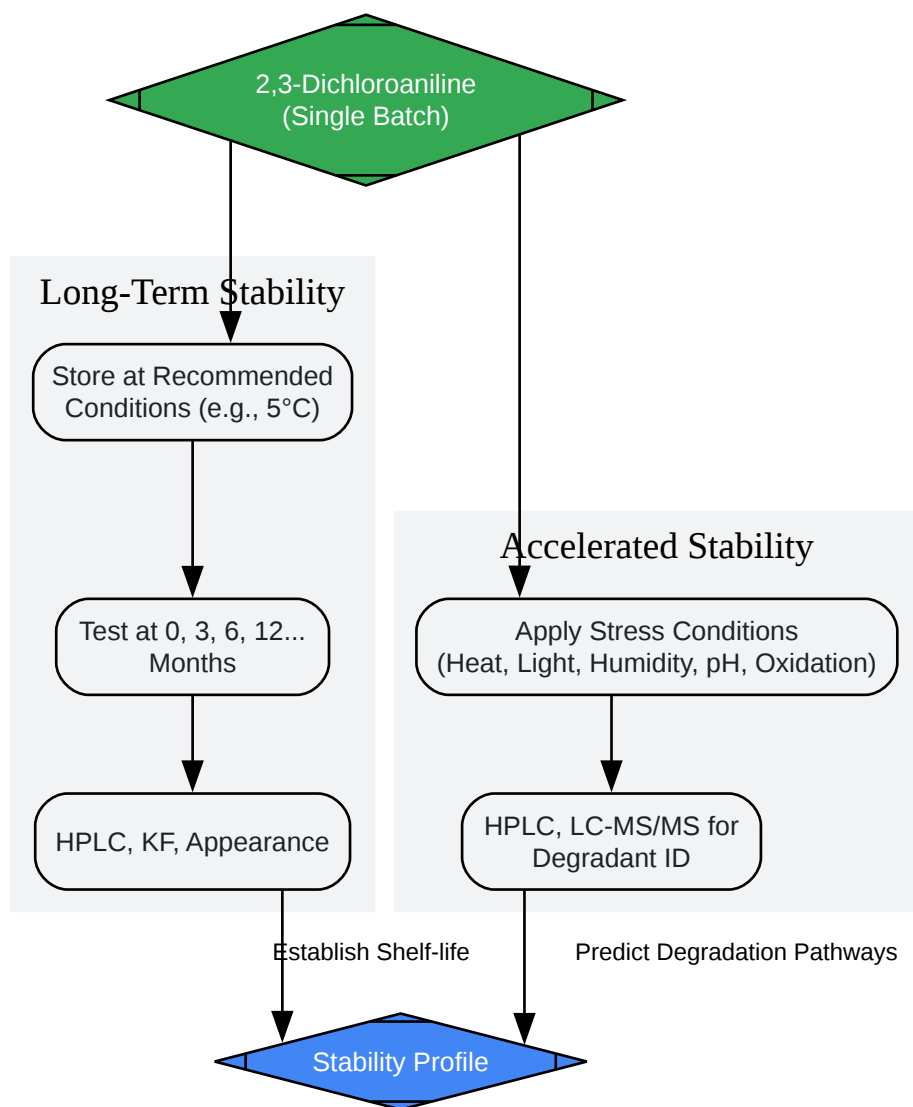 2,3-Dichloroaniline
(Single Batch)
Long-Term Stability
Store at Recommended
Conditions (e.g., 5°C)
Test at 0, 3, 6, 12...
Months
HPLC, KF, Appearance
Establish Shelf-life
Accelerated Stability
Apply Stress Conditions
(Heat, Light, Humidity, pH, Oxidation)
HPLC, LC-MS/MS for
Degradant ID
Predict Degradation Pathways
Stability Profile